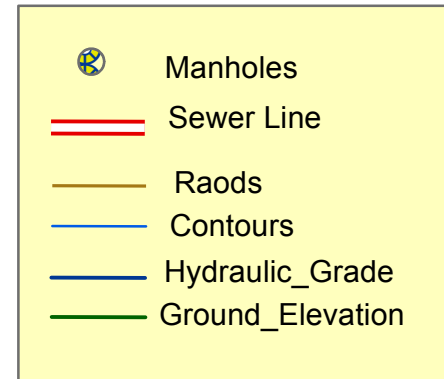 Manholes
Sewer Line
Raods
Contours
Hydraulic_Grade
Ground_Elevation